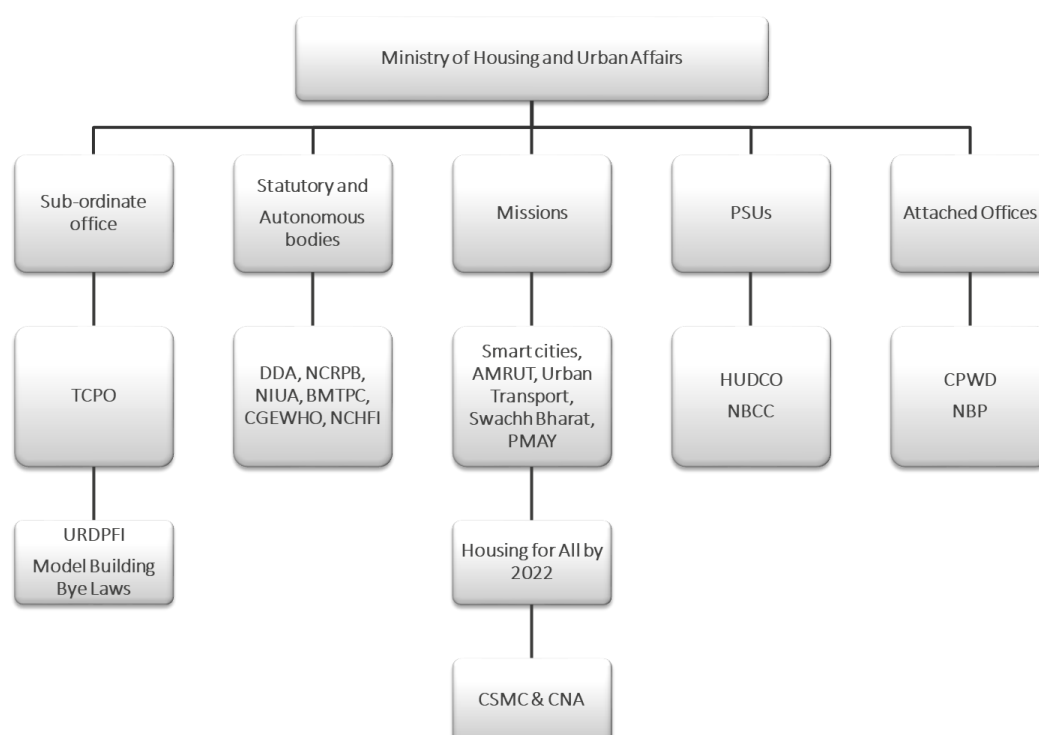 Ministry of Housing and Urban Affairs
Sub-ordinate
office
Statutory and
Autonomous
bodies
Missions
PSUs
Attached Offices
TCPO
DDA, NCRPB,
NIUA, BMTPC,
CGEWHO, NCHFI
Smart cities,
AMRUT, Urban
Transport,
Swachh Bharat,
PMAY
HUDCO
NBCC
CPWD
NBP
URDPFI
Model Building
Bye Laws
Housing for All by
2022
CSMC & CNA